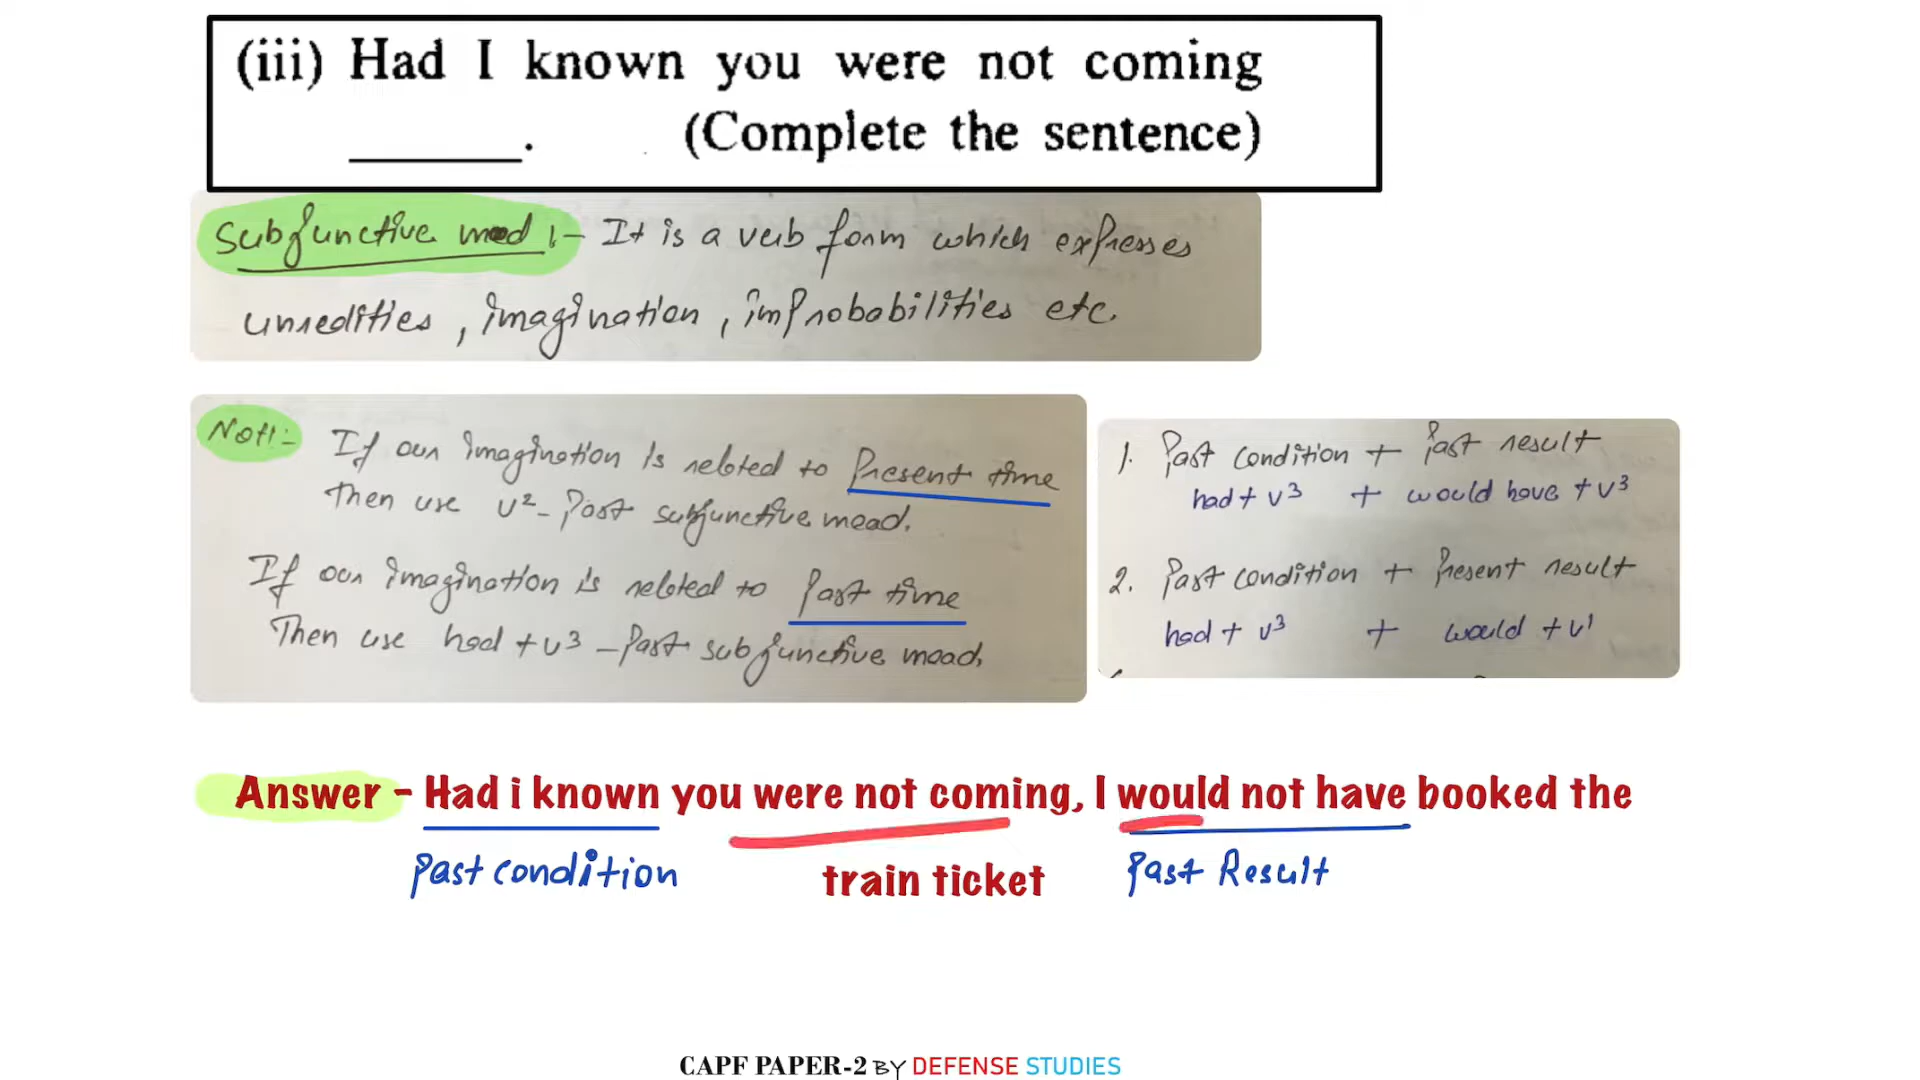 (iii) Had I known you were not coming
______. (Complete the sentence)
Subjunctive mood :- It is a verb form which expresses
unrealities, imagination, improbabilities etc.
Note:- If our imagination is related to Present time
Then use v2 - Past subjunctive mood.
If our imagination is related to Past time
Then use had + v3 - Past subjunctive mood.
1. Past condition + Past result
had + v3 + would have + v3
2. Past condition + Present result
had + v3 + would + v1
Answer - Had i known you were not coming, I would not have booked the
train ticket
Past condition
Past Result
CAPF PAPER-2 BY DEFENSE STUDIES